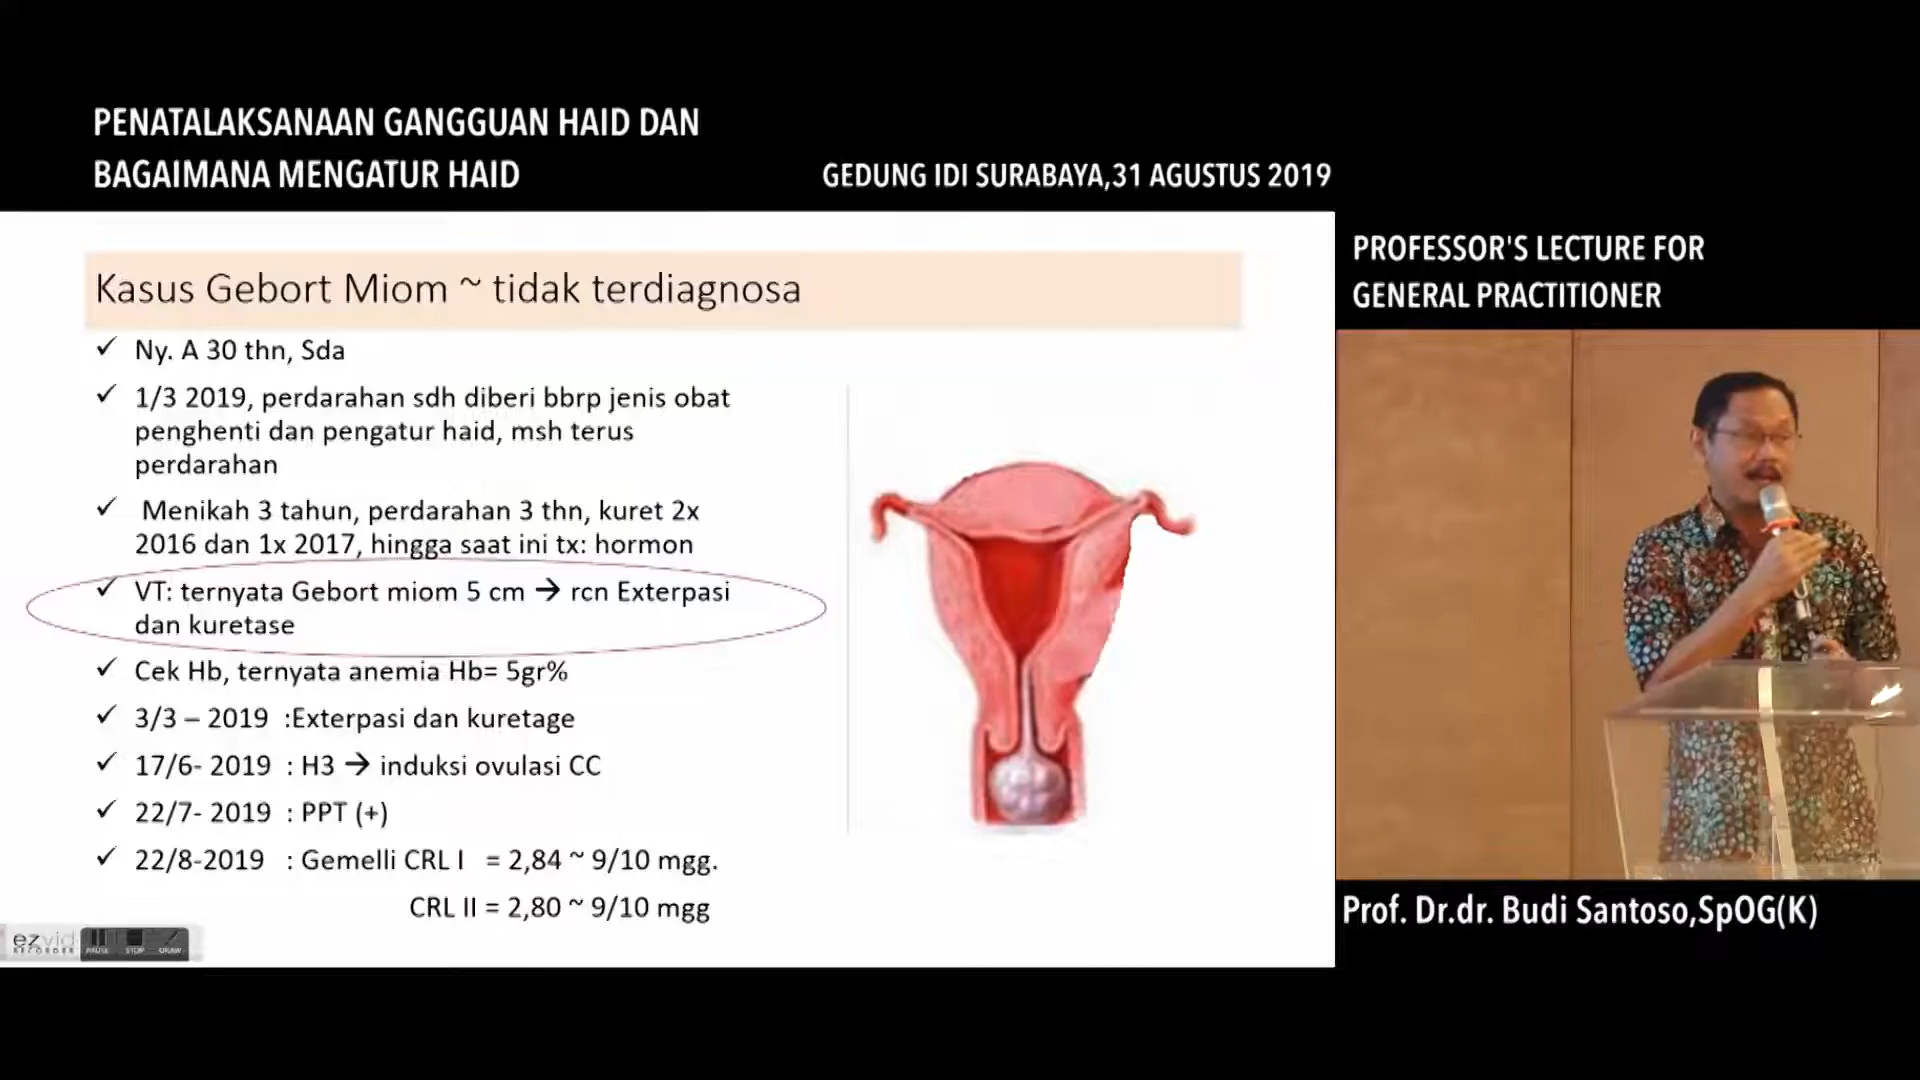 PENATALAKSANAAN GANGGUAN HAID DAN
BAGAIMANA MENGATUR HAID
GEDUNG IDI SURABAYA,31 AGUSTUS 2019
PROFESSOR'S LECTURE FOR
GENERAL PRACTITIONER
Kasus Gebort Miom ~ tidak terdiagnosa
✓ Ny. A 30 thn, Sda
✓ 1/3 2019, perdarahan sdh diberi bbrp jenis obat
penghenti dan pengatur haid, msh terus
perdarahan
✓ Menikah 3 tahun, perdarahan 3 thn, kuret 2x
2016 dan 1x 2017, hingga saat ini tx: hormon
✓ VT: ternyata Gebort miom 5 cm → rcn Exterpasi
dan kuretase
✓ Cek Hb, ternyata anemia Hb= 5gr%
✓ 3/3 – 2019 :Exterpasi dan kuretage
✓ 17/6- 2019 : H3 → induksi ovulasi CC
✓ 22/7- 2019 : PPT (+)
✓ 22/8-2019 : Gemelli CRL I = 2,84 ~ 9/10 mgg.
CRL II = 2,80 ~ 9/10 mgg
ezvid
RECORDER
PAUSE STOP DRAW
Prof. Dr.dr. Budi Santoso,SpOG(K)